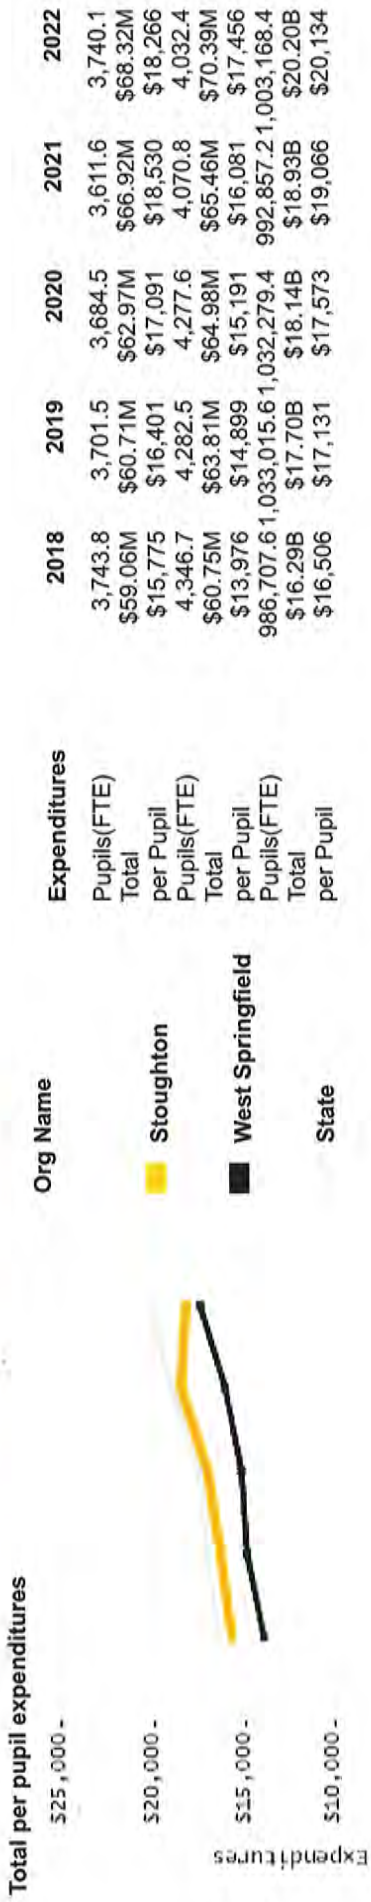 Total per pupil expenditures
$25,000-
$20,000-
$15,000-
$10,000-
Expenditures
Org Name Expenditures 2018 2019 2020 2021 2022
Pupils(FTE) 3,743.8 3,701.5 3,684.5 3,611.6 3,740.1
Total $59.06M $60.71M $62.97M $66.92M $68.32M
Stoughton per Pupil $15,775 $16,401 $17,091 $18,530 $18,266
Pupils(FTE) 4,346.7 4,282.5 4,277.6 4,070.8 4,032.4
Total $60.75M $63.81M $64.98M $65.46M $70.39M
West Springfield per Pupil $13,976 $14,899 $15,191 $16,081 $17,456
Pupils(FTE) 986,707.6 1,033,015.6 1,032,279.4 992,857.2 1,003,168.4
Total $16.29B $17.70B $18.14B $18.93B $20.20B
State per Pupil $16,506 $17,131 $17,573 $19,066 $20,134